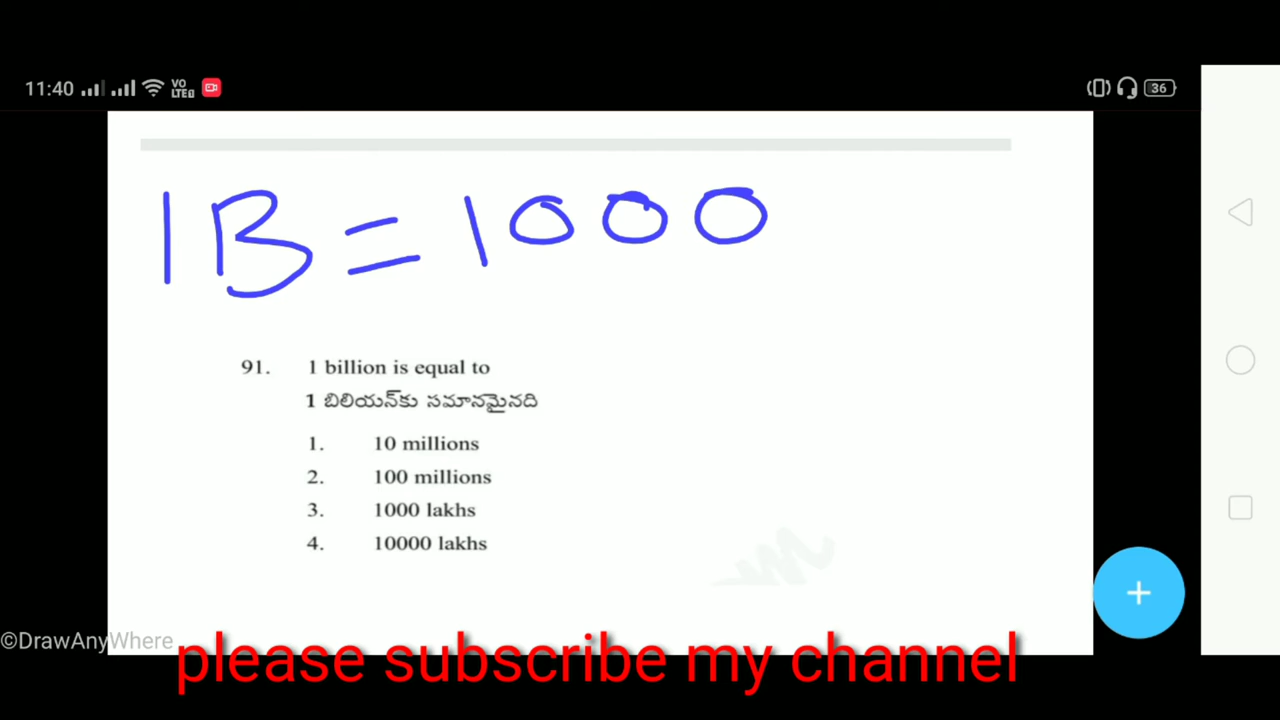 11:40 VO LTE 36
1 B = 1000
91. 1 billion is equal to
1 బిలియన్‌కు సమానమైనది
1. 10 millions
2. 100 millions
3. 1000 lakhs
4. 10000 lakhs
©DrawAnyWhere
please subscribe my channel